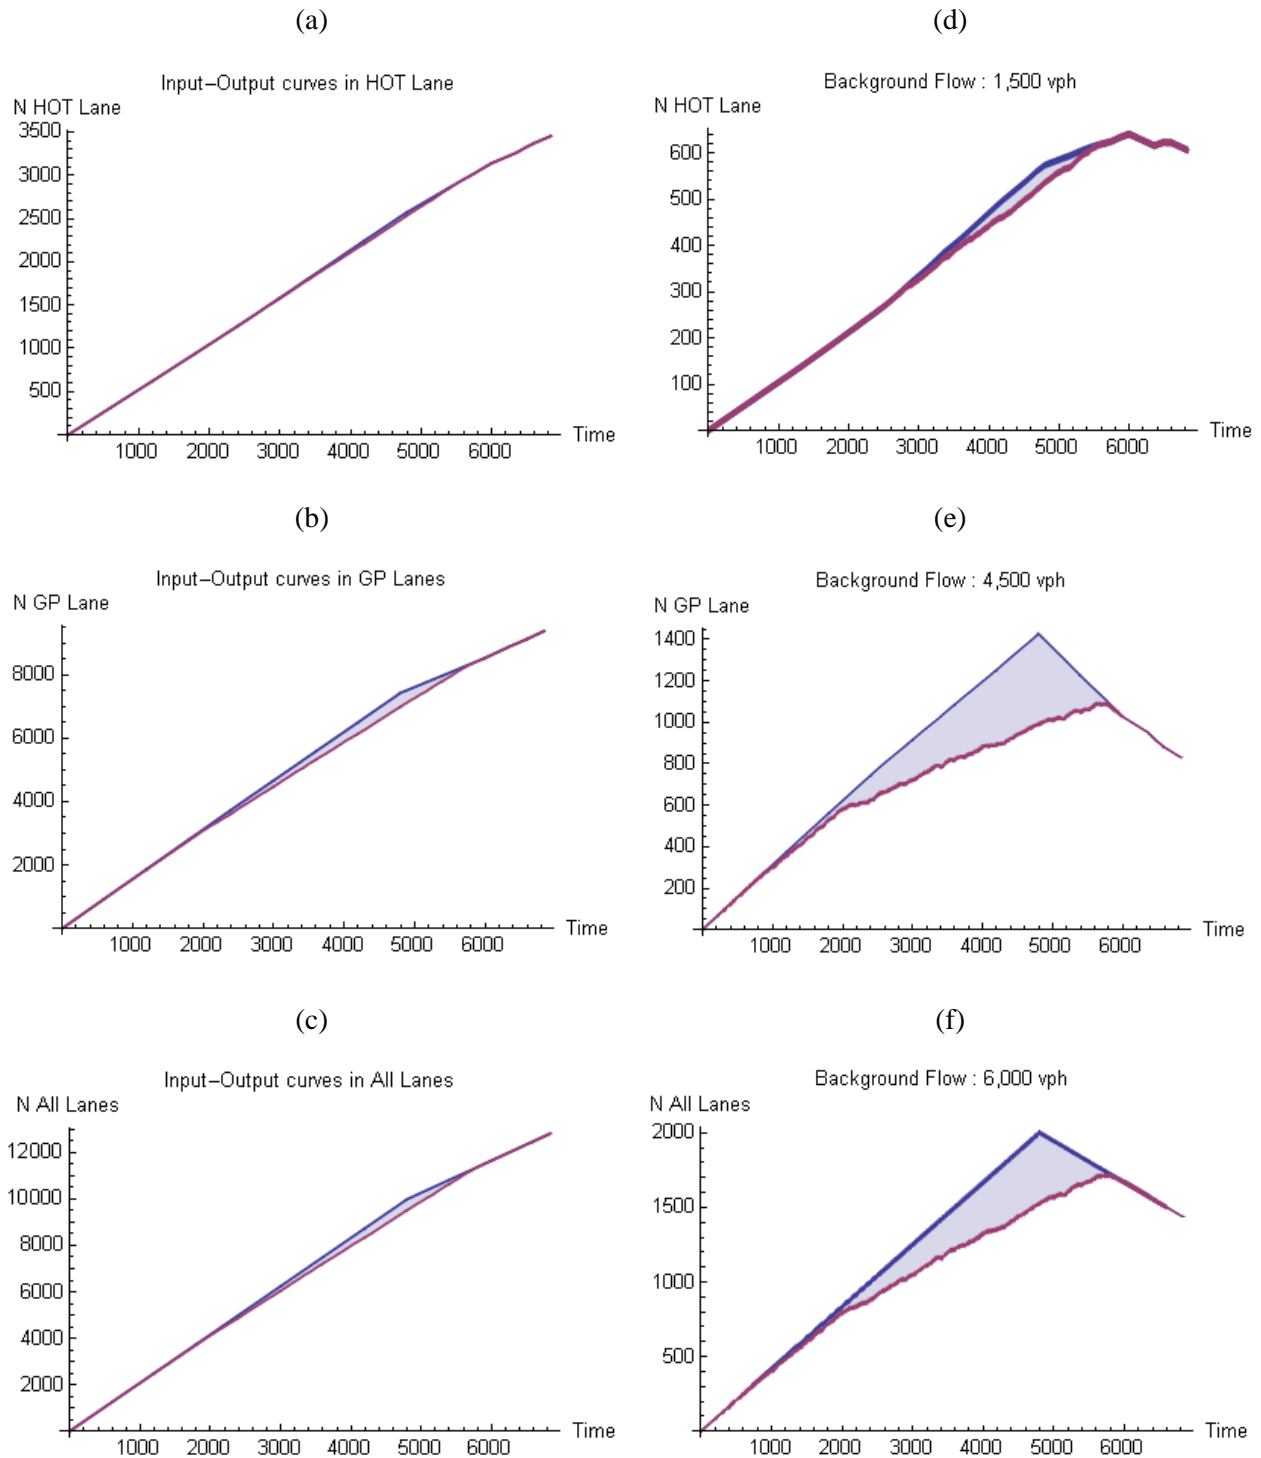 (a)
Input–Output curves in HOT Lane
N HOT Lane
3500
3000
2500
2000
1500
1000
500
1000 2000 3000 4000 5000 6000
Time
(d)
Background Flow : 1,500 vph
N HOT Lane
600
500
400
300
200
100
1000 2000 3000 4000 5000 6000
Time
(b)
Input–Output curves in GP Lanes
N GP Lane
8000
6000
4000
2000
1000 2000 3000 4000 5000 6000
Time
(e)
Background Flow : 4,500 vph
N GP Lane
1400
1200
1000
800
600
400
200
1000 2000 3000 4000 5000 6000
Time
(c)
Input–Output curves in All Lanes
N All Lanes
12000
10000
8000
6000
4000
2000
1000 2000 3000 4000 5000 6000
Time
(f)
Background Flow : 6,000 vph
N All Lanes
2000
1500
1000
500
1000 2000 3000 4000 5000 6000
Time